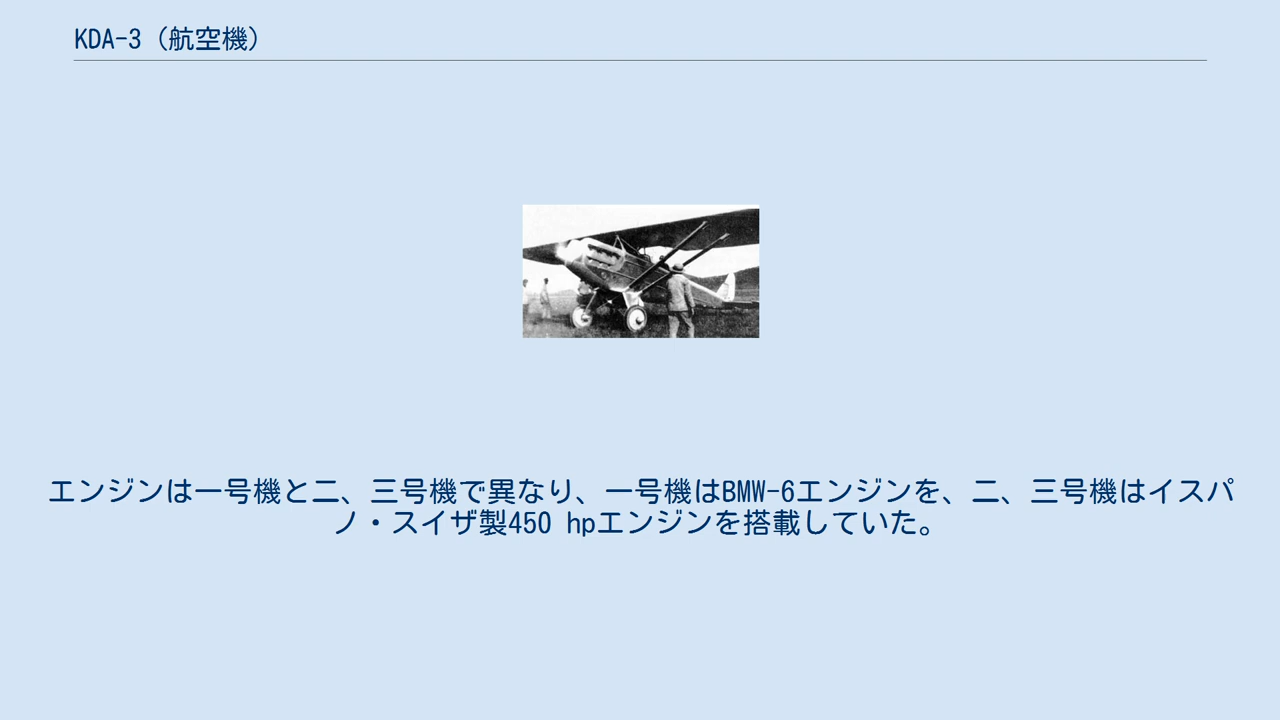 KDA-3（航空機）
エンジンは一号機と二、三号機で異なり、一号機はBMW-6エンジンを、二、三号機はイスパ
ノ・スイザ製450 hpエンジンを搭載していた。